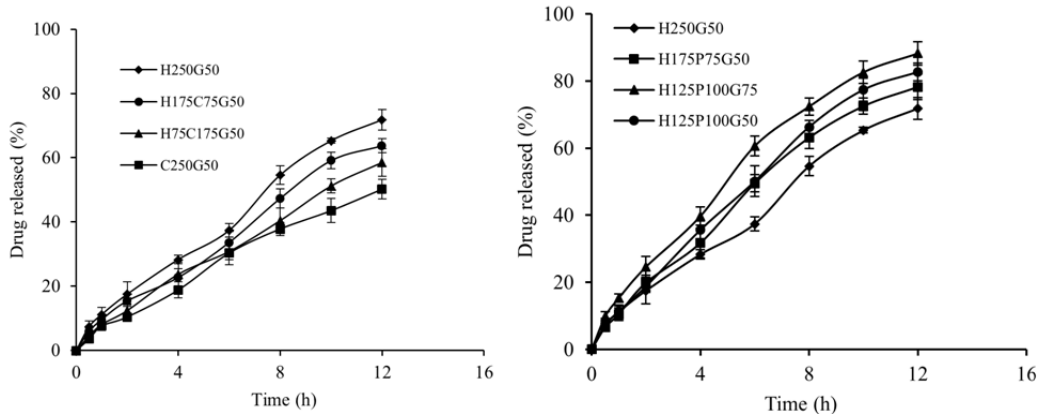 100
80
60
40
20
0
Drug released (%)
H250G50
H175C75G50
H75C175G50
C250G50
0 4 8 12 16
Time (h)
100
80
60
40
20
0
Drug released (%)
H250G50
H175P75G50
H125P100G75
H125P100G50
0 4 8 12 16
Time (h)